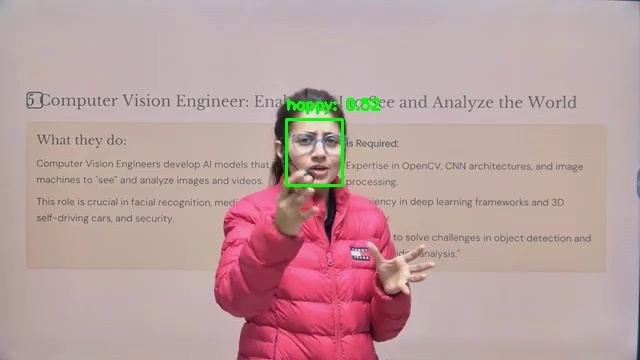 happy: 0.52
5 Computer Vision Engineer: Ena See and Analyze the World
What they do:
Computer Vision Engineers develop AI models that
machines to "see" and analyze images and videos.
This role is crucial in facial recognition,
self-driving cars, and security.
Required:
Expertise in OpenCV, CNN architectures, and image
processing.
in deep learning frameworks and 3D
to solve challenges in object detection and
analysis."